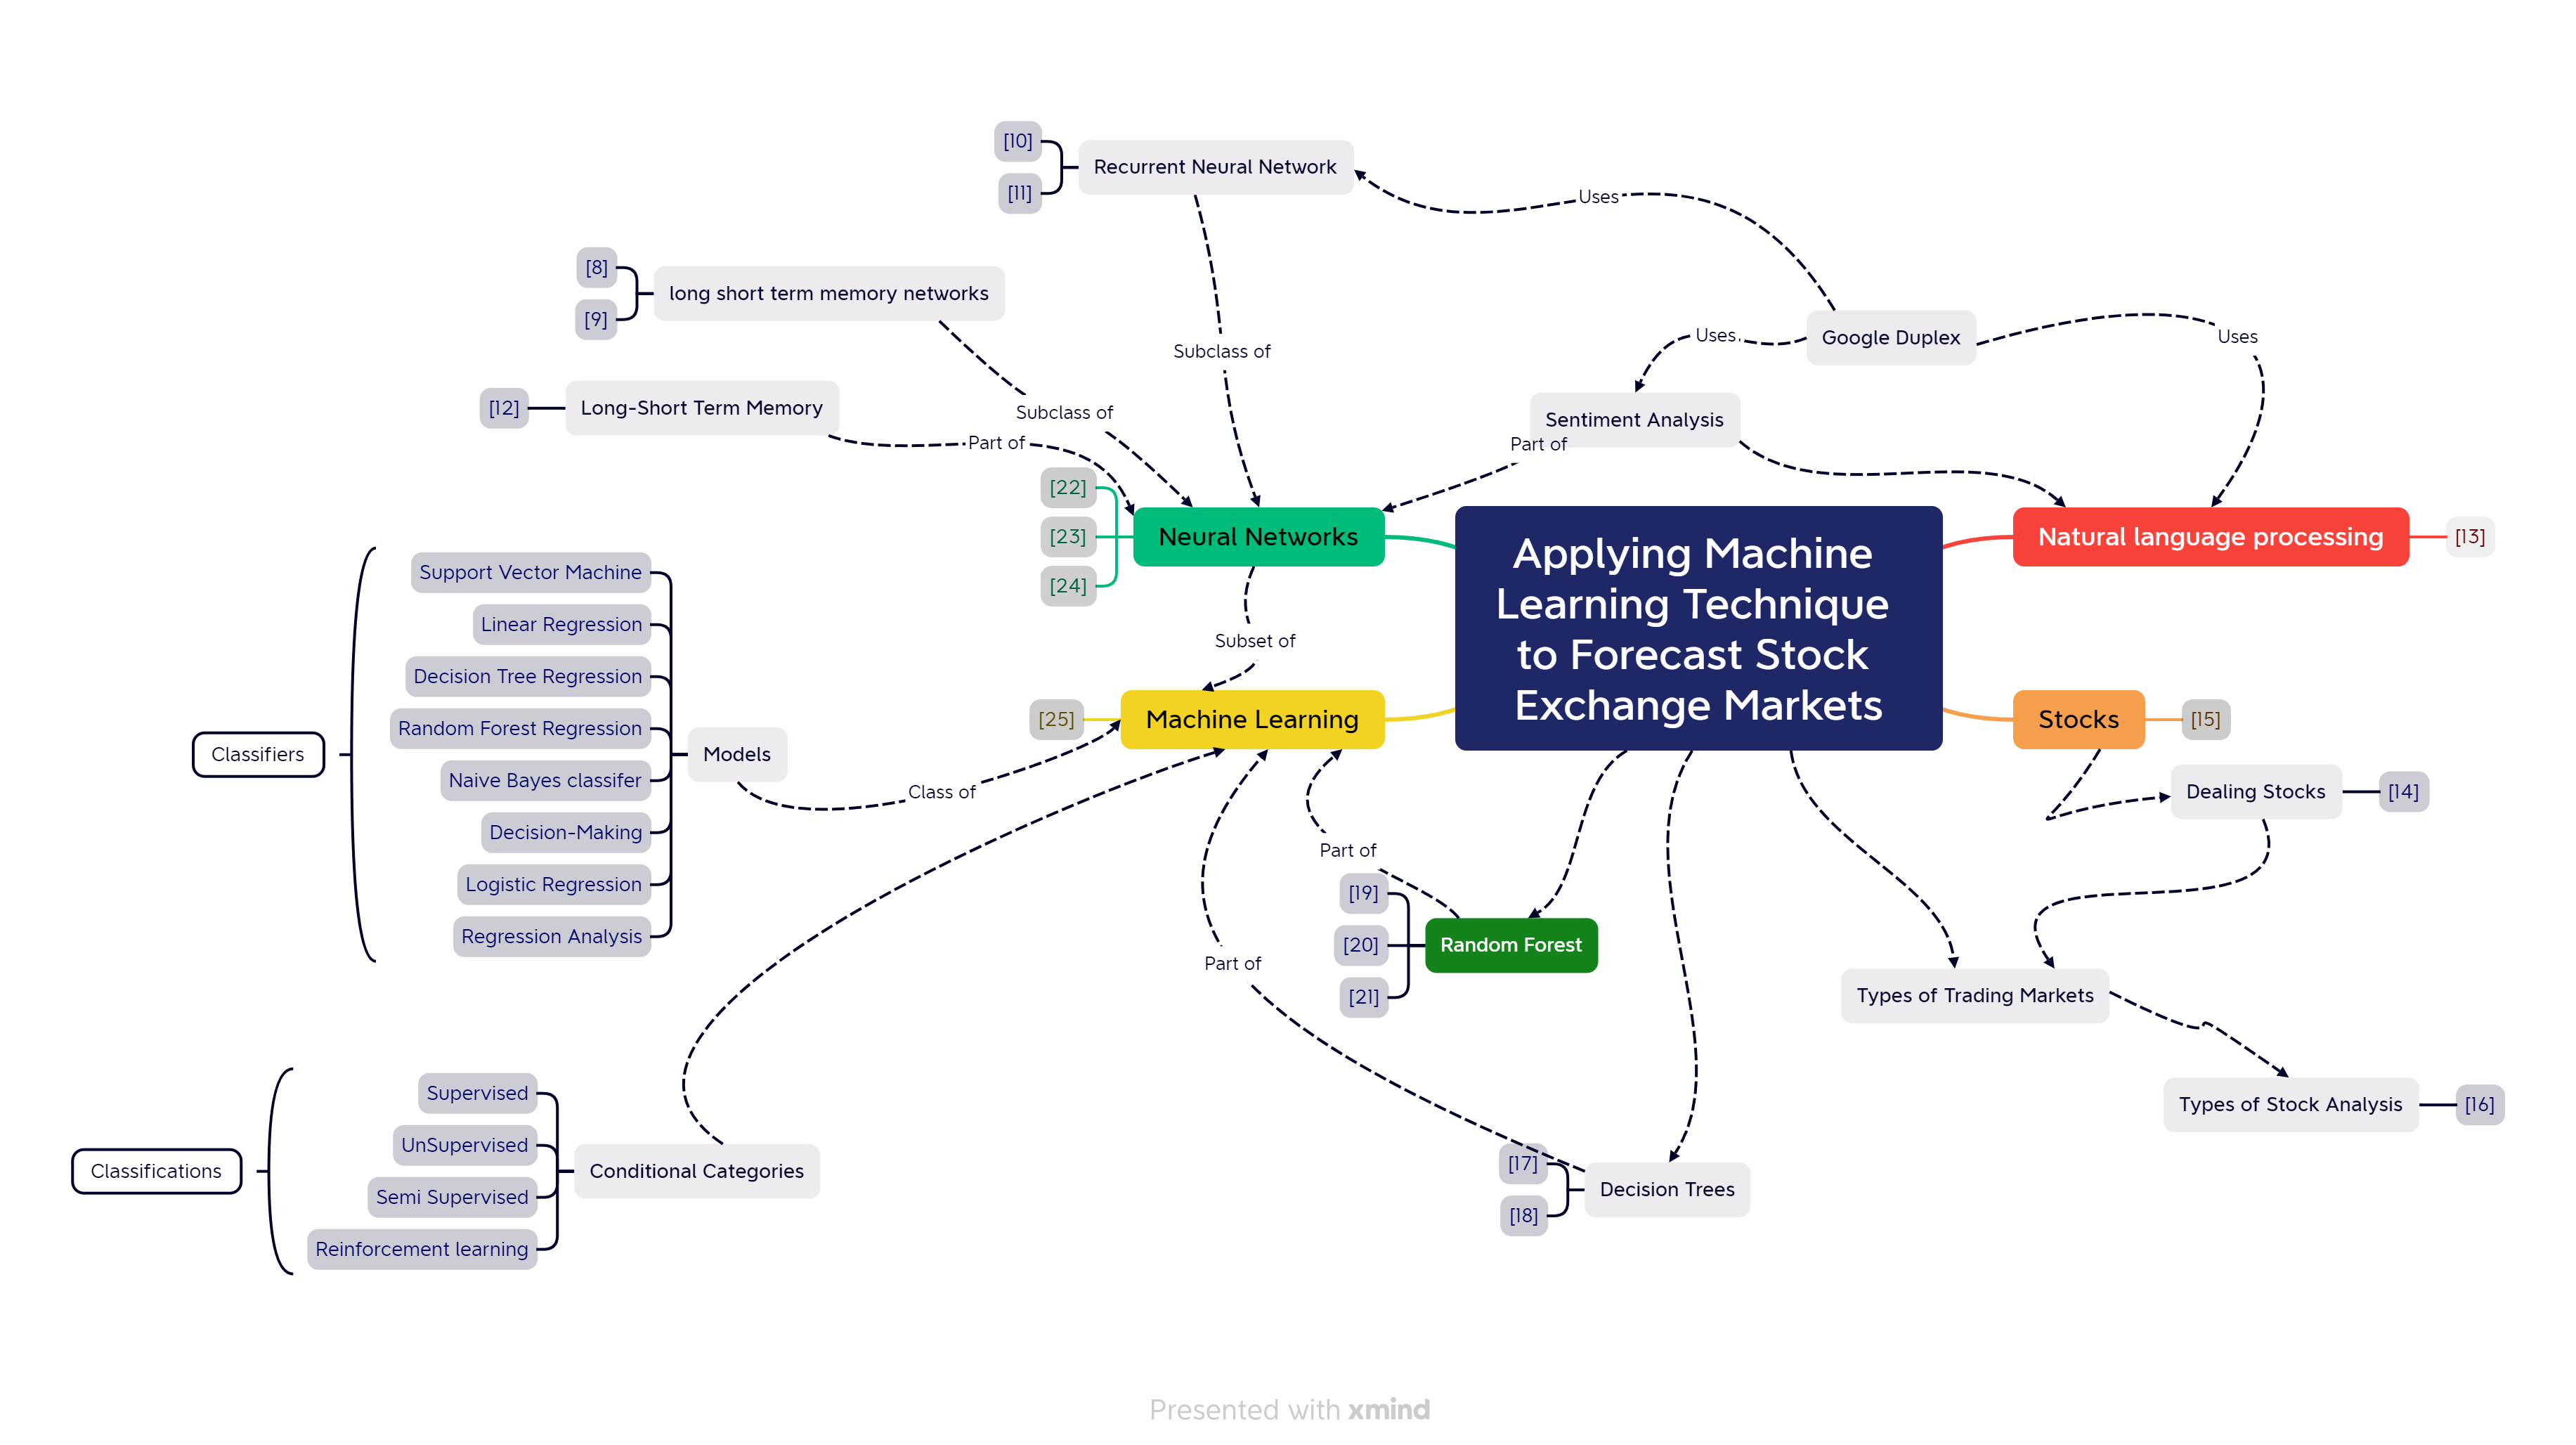 [10]
Recurrent Neural Network
[11]
Uses
[8]
long short term memory networks
[9]
Google Duplex
Uses
Uses
Subclass of
[12]
Long-Short Term Memory
Subclass of
Sentiment Analysis
Part of
Part of
[22]
[23]
[24]
Neural Networks
Applying Machine
Learning Technique
to Forecast Stock
Exchange Markets
Natural language processing
[13]
Subset of
[25]
Machine Learning
Stocks
[15]
Classifiers
Support Vector Machine
Linear Regression
Decision Tree Regression
Random Forest Regression
Naive Bayes classifer
Decision-Making
Logistic Regression
Regression Analysis
Models
Class of
Dealing Stocks
[14]
Part of
[19]
[20]
[21]
Random Forest
Part of
Types of Trading Markets
Types of Stock Analysis
[16]
Classifications
Supervised
UnSupervised
Semi Supervised
Reinforcement learning
Conditional Categories
[17]
[18]
Decision Trees
Presented with xmind